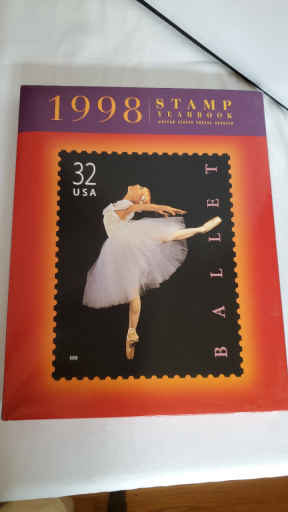 1998
STAMP
YEARBOOK
UNITED STATES POSTAL SERVICE
32
USA
BALLET